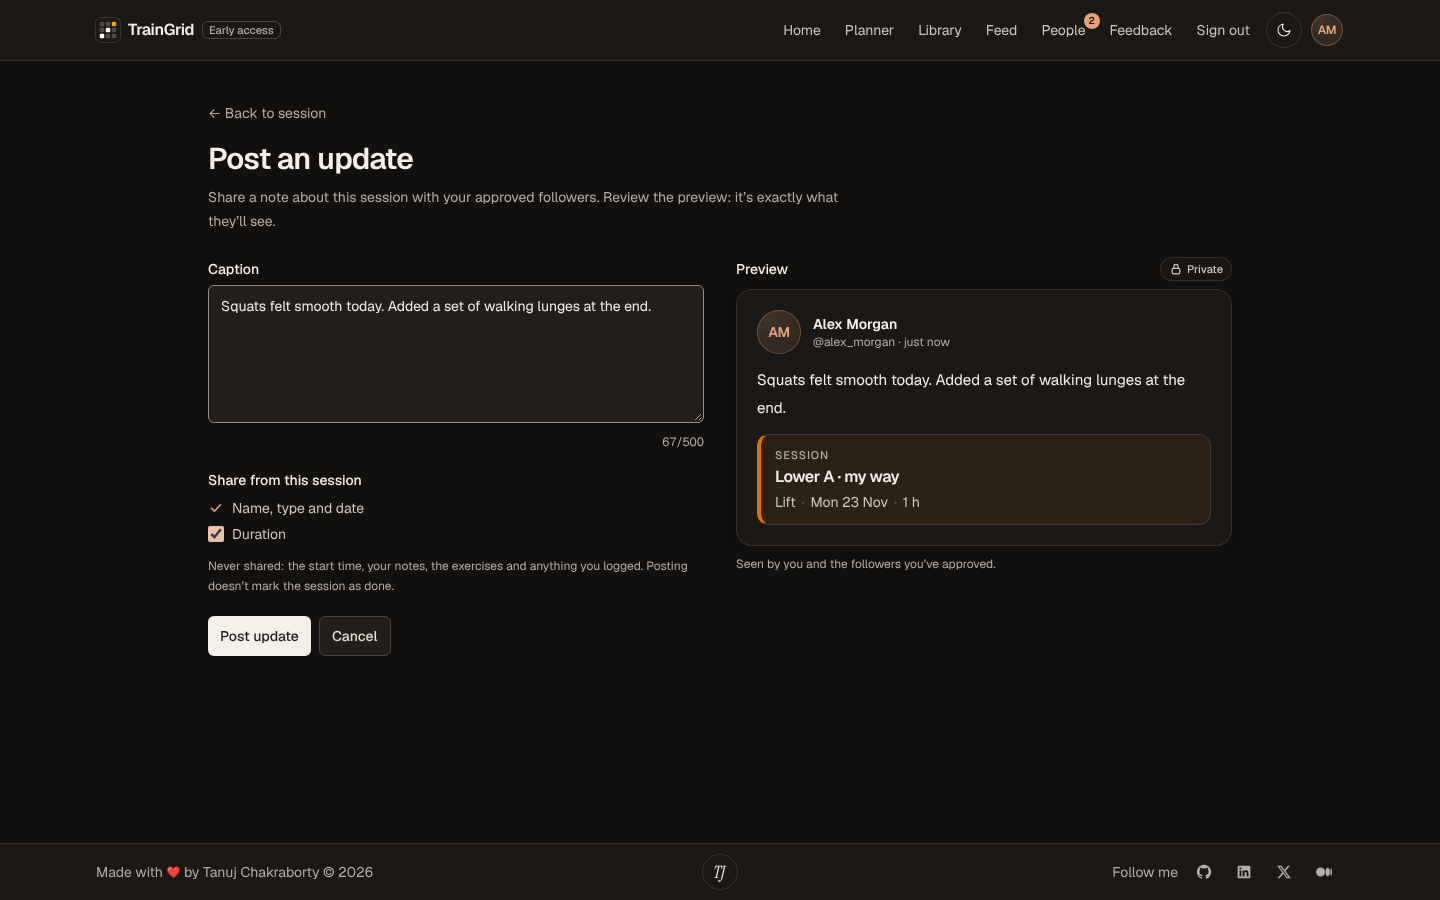 TrainGrid
Early access
Home
Planner
Library
Feed
People
2
Feedback
Sign out
AM
← Back to session
Post an update
Share a note about this session with your approved followers. Review the preview: it’s exactly what
they’ll see.
Caption
Squats felt smooth today. Added a set of walking lunges at the end.
67/500
Share from this session
Name, type and date
Duration
Never shared: the start time, your notes, the exercises and anything you logged. Posting
doesn’t mark the session as done.
Post update
Cancel
Preview
Private
AM
Alex Morgan
@alex_morgan · just now
Squats felt smooth today. Added a set of walking lunges at the
end.
SESSION
Lower A · my way
Lift · Mon 23 Nov · 1 h
Seen by you and the followers you’ve approved.
Made with ❤️ by Tanuj Chakraborty © 2026
TJ
Follow me